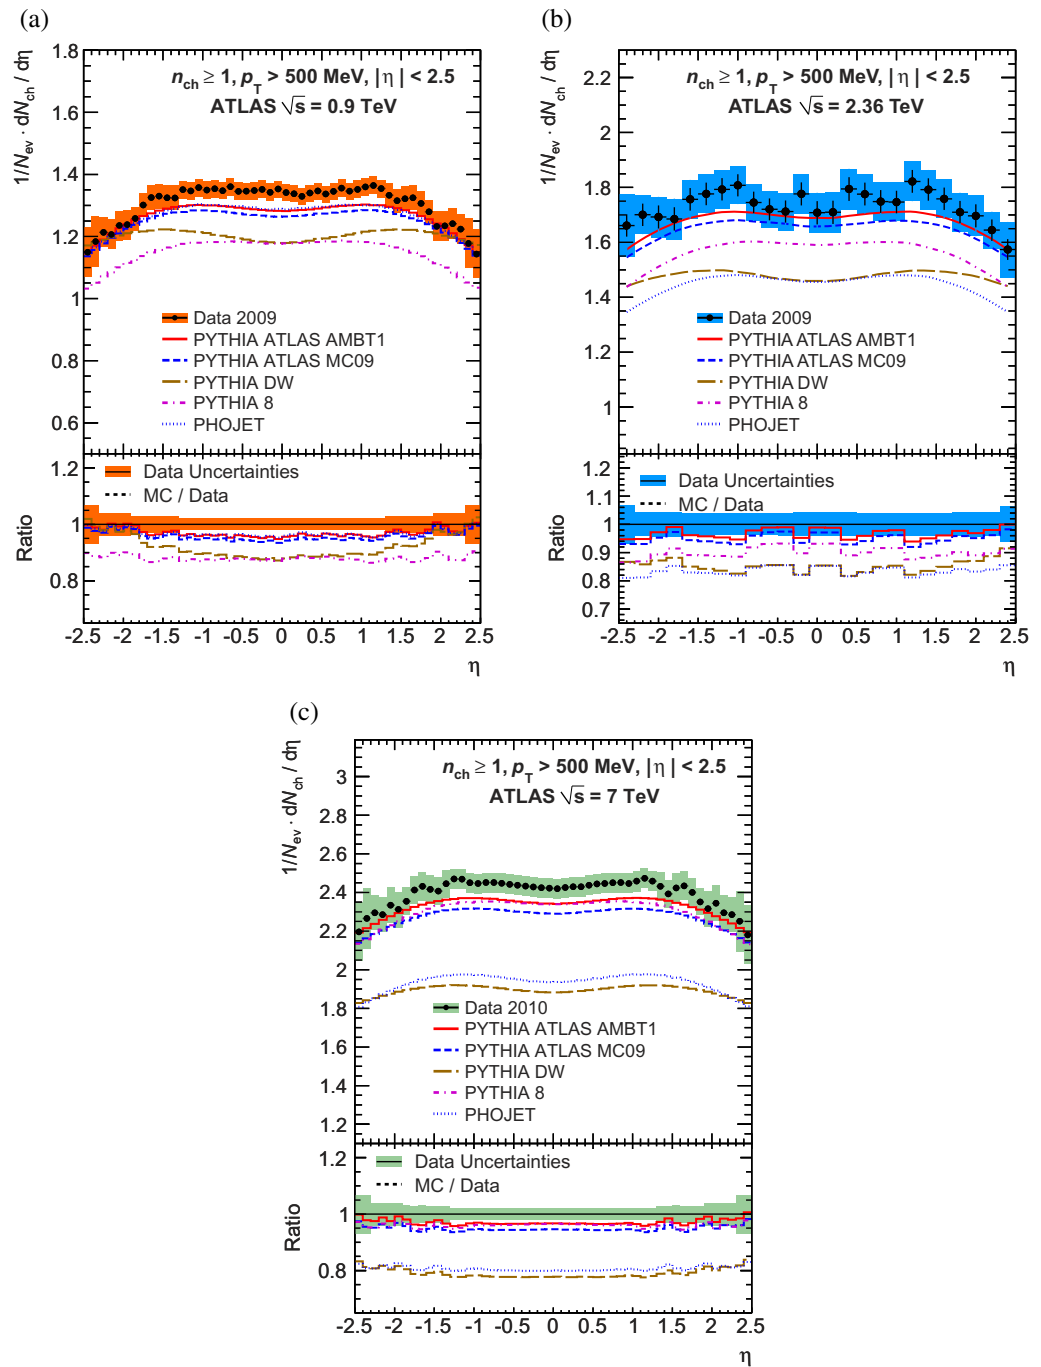 (a)
1/N_ev · dN_ch / dη
1.8
1.6
1.4
1.2
1
0.8
0.6
n_ch ≥ 1, p_T > 500 MeV, |η| < 2.5
ATLAS √s = 0.9 TeV
Data 2009
PYTHIA ATLAS AMBT1
PYTHIA ATLAS MC09
PYTHIA DW
PYTHIA 8
PHOJET
Ratio
1.2
1
0.8
Data Uncertainties
MC / Data
-2.5 -2 -1.5 -1 -0.5 0 0.5 1 1.5 2 2.5
η
(b)
1/N_ev · dN_ch / dη
2.2
2
1.8
1.6
1.4
1.2
1
n_ch ≥ 1, p_T > 500 MeV, |η| < 2.5
ATLAS √s = 2.36 TeV
Data 2009
PYTHIA ATLAS AMBT1
PYTHIA ATLAS MC09
PYTHIA DW
PYTHIA 8
PHOJET
Ratio
1.2
1.1
1
0.9
0.8
0.7
Data Uncertainties
MC / Data
-2.5 -2 -1.5 -1 -0.5 0 0.5 1 1.5 2 2.5
η
(c)
1/N_ev · dN_ch / dη
3
2.8
2.6
2.4
2.2
2
1.8
1.6
1.4
1.2
n_ch ≥ 1, p_T > 500 MeV, |η| < 2.5
ATLAS √s = 7 TeV
Data 2010
PYTHIA ATLAS AMBT1
PYTHIA ATLAS MC09
PYTHIA DW
PYTHIA 8
PHOJET
Ratio
1.2
1
0.8
Data Uncertainties
MC / Data
-2.5 -2 -1.5 -1 -0.5 0 0.5 1 1.5 2 2.5
η